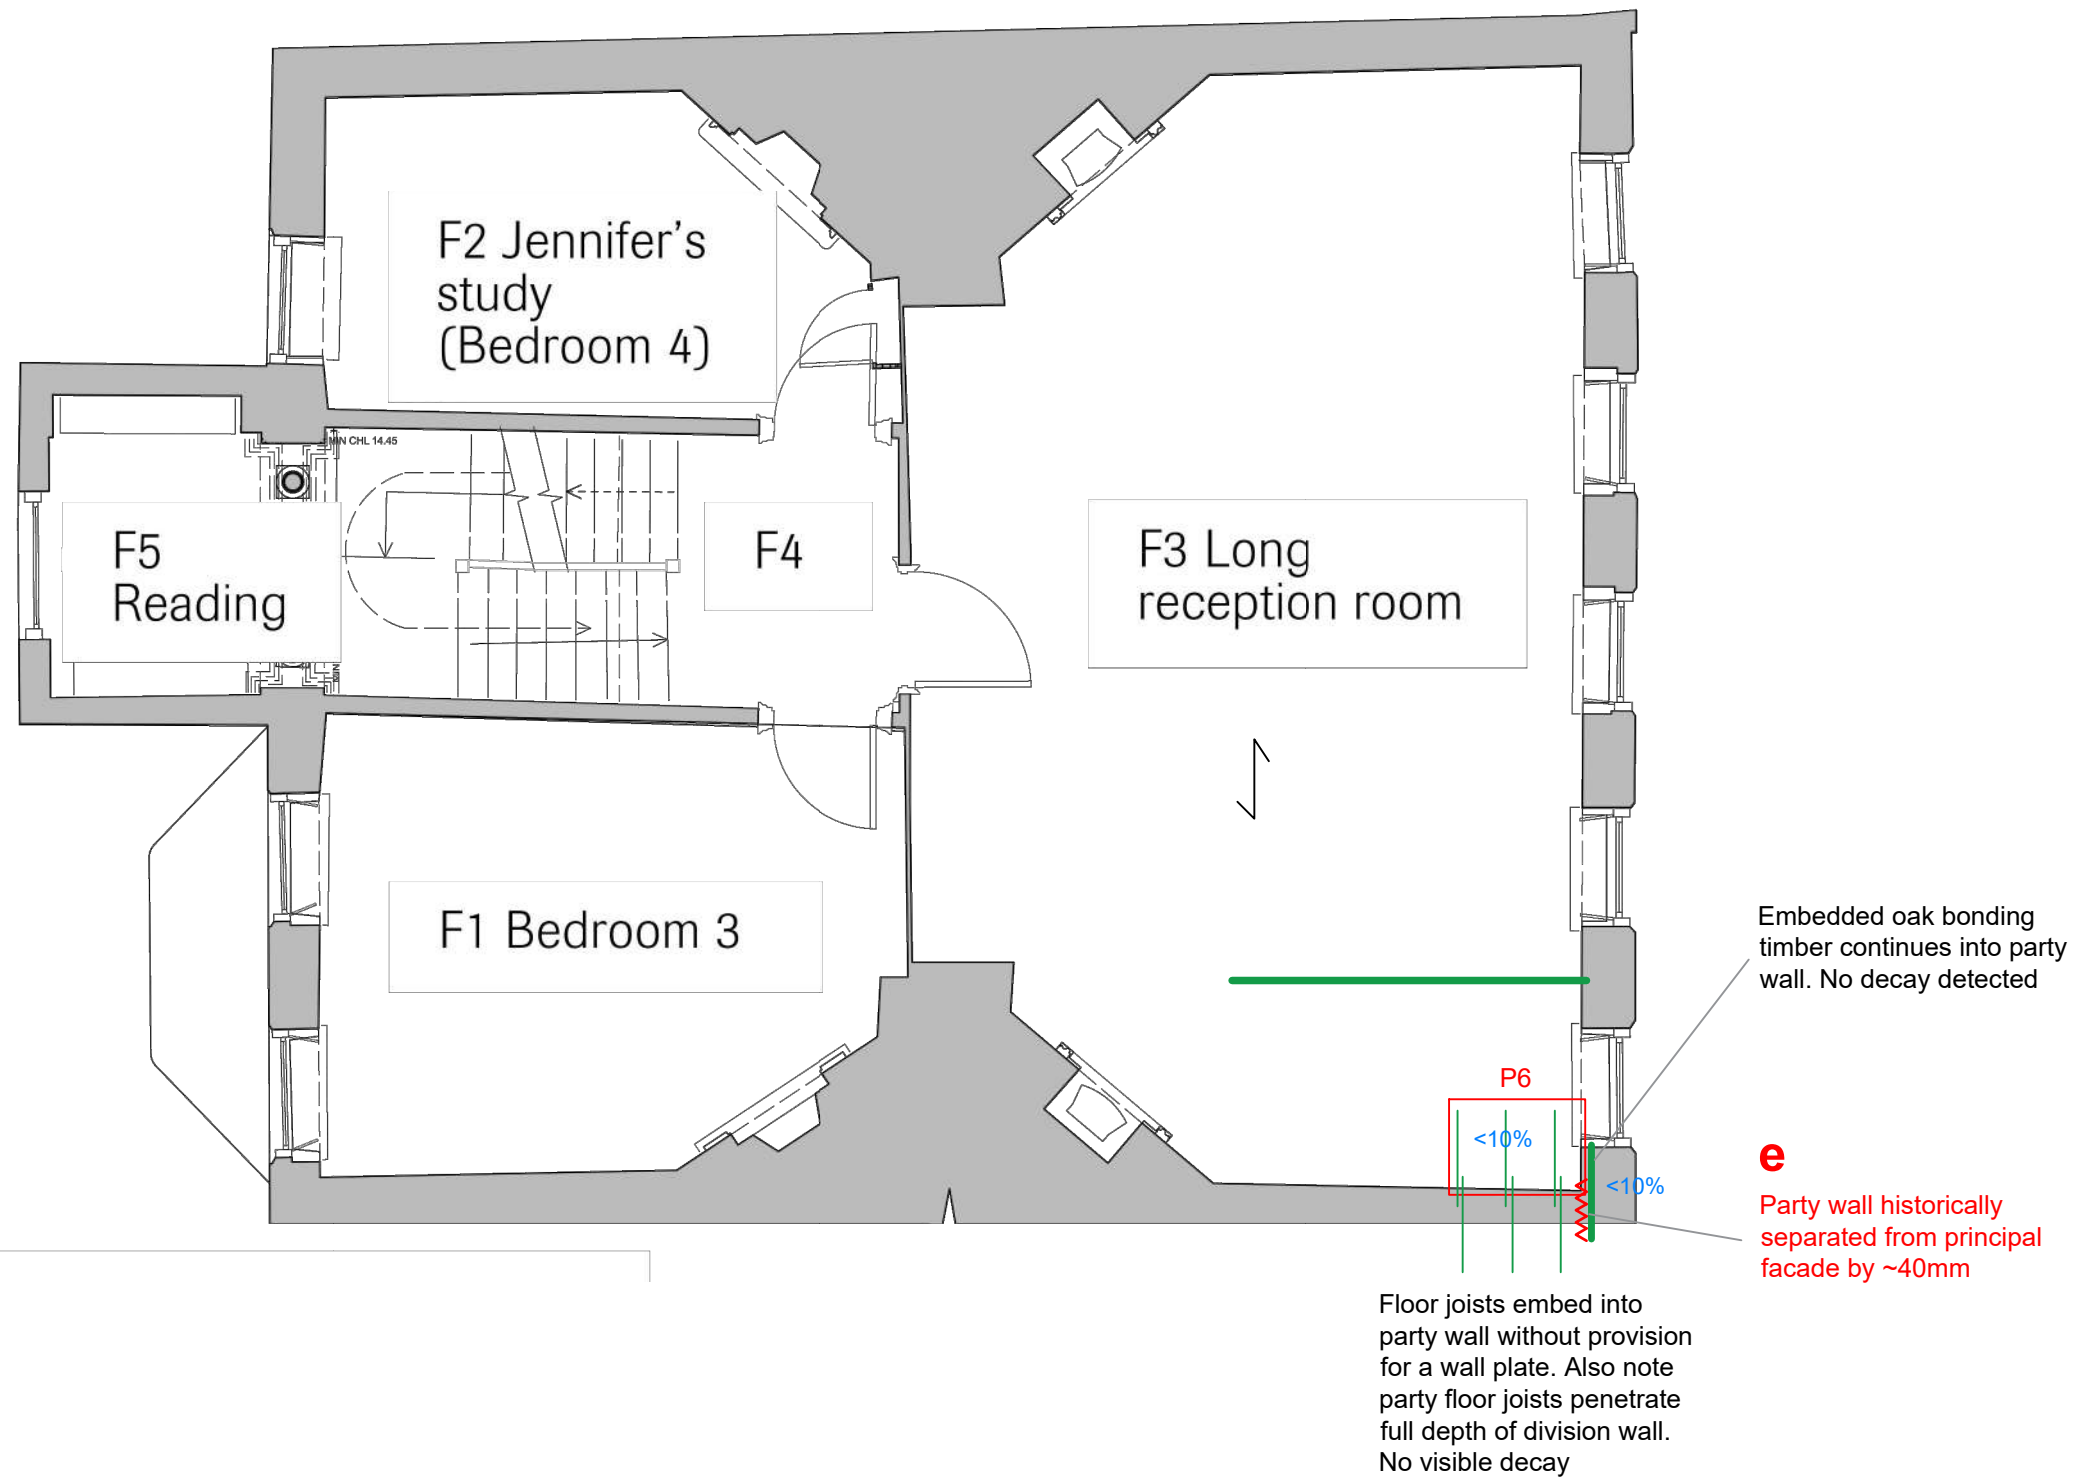 F2 Jennifer’s
study
(Bedroom 4)
MIN CHL 14.45
F5
Reading
F4
F3 Long
reception room
F1 Bedroom 3
Embedded oak bonding
timber continues into party
wall. No decay detected
P6
<10%
<10%
e
Party wall historically
separated from principal
facade by ~40mm
Floor joists embed into
party wall without provision
for a wall plate. Also note
party floor joists penetrate
full depth of division wall.
No visible decay